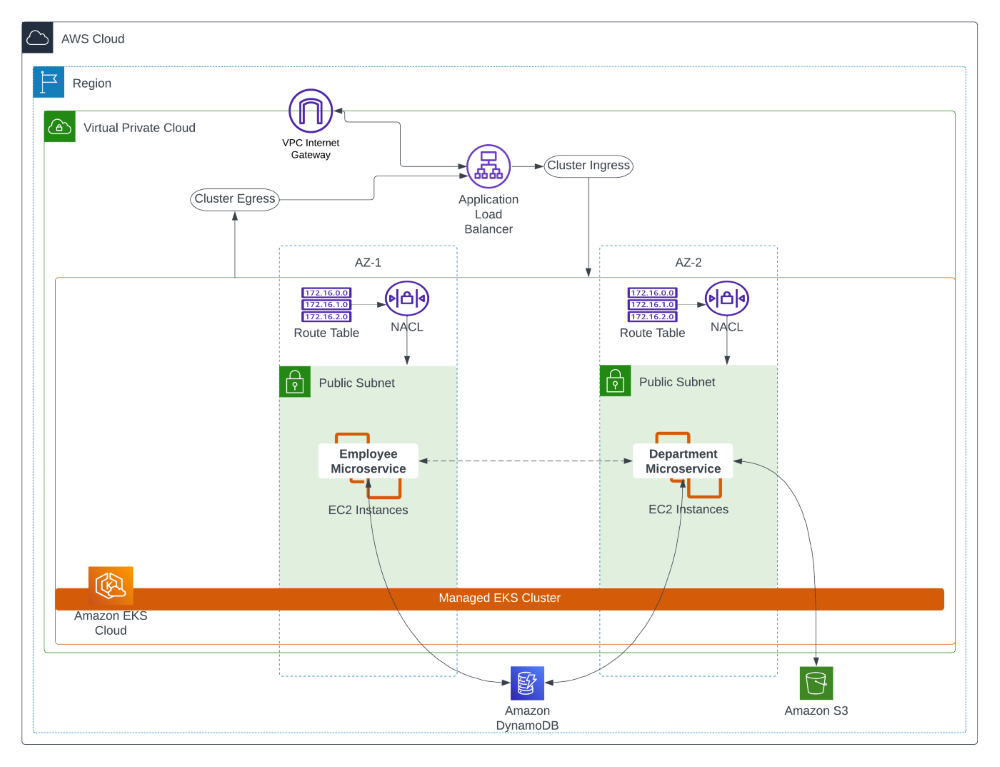 AWS Cloud
Region
Virtual Private Cloud
VPC Internet
Gateway
Cluster Ingress
Cluster Egress
Application
Load
Balancer
AZ-1
AZ-2
172.16.0.0
172.16.1.0
172.16.2.0
Route Table
NACL
172.16.0.0
172.16.1.0
172.16.2.0
Route Table
NACL
Public Subnet
Public Subnet
Employee
Microservice
EC2 Instances
Department
Microservice
EC2 Instances
Managed EKS Cluster
Amazon EKS
Cloud
Amazon
DynamoDB
Amazon S3